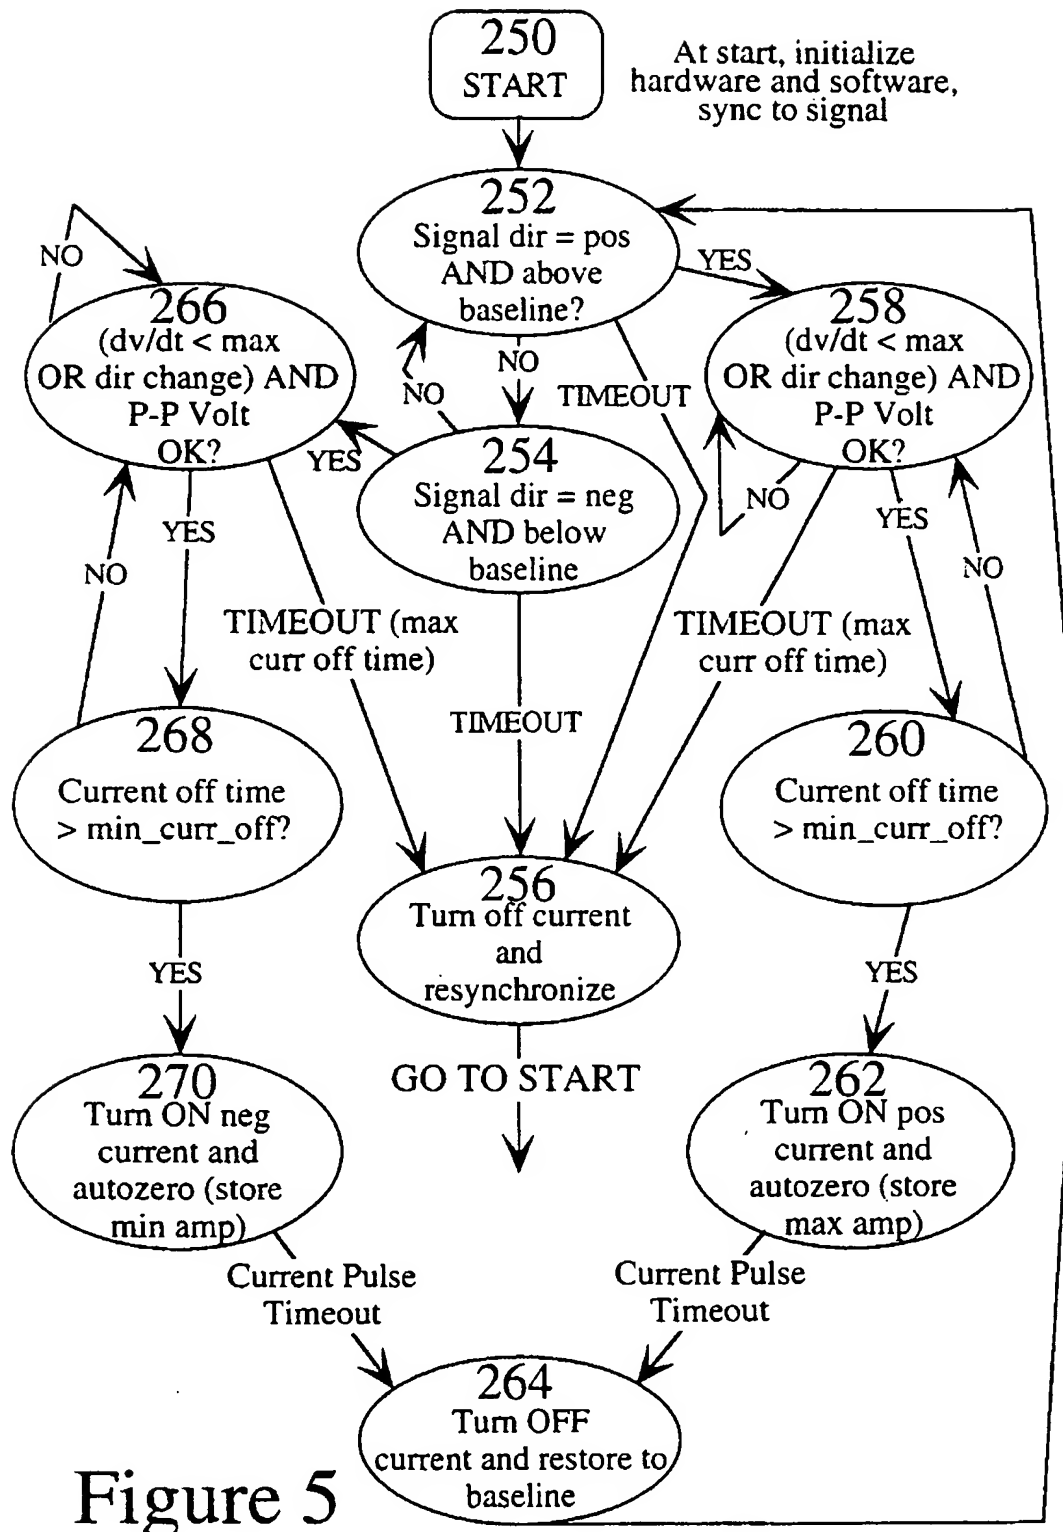 250
START
At start, initialize
hardware and software,
sync to signal
252
Signal dir = pos
AND above
baseline?
NO
YES
266
(dv/dt < max
OR dir change) AND
P-P Volt
OK?
258
(dv/dt < max
OR dir change) AND
P-P Volt
OK?
NO
NO
TIMEOUT
YES
254
Signal dir = neg
AND below
baseline
NO
YES
YES
NO
NO
TIMEOUT (max
curr off time)
TIMEOUT (max
curr off time)
TIMEOUT
268
Current off time
> min_curr_off?
260
Current off time
> min_curr_off?
256
Turn off current
and
resynchronize
YES
YES
GO TO START
270
Turn ON neg
current and
autozero (store
min amp)
262
Turn ON pos
current and
autozero (store
max amp)
Current Pulse
Timeout
Current Pulse
Timeout
264
Turn OFF
current and restore to
baseline
Figure 5